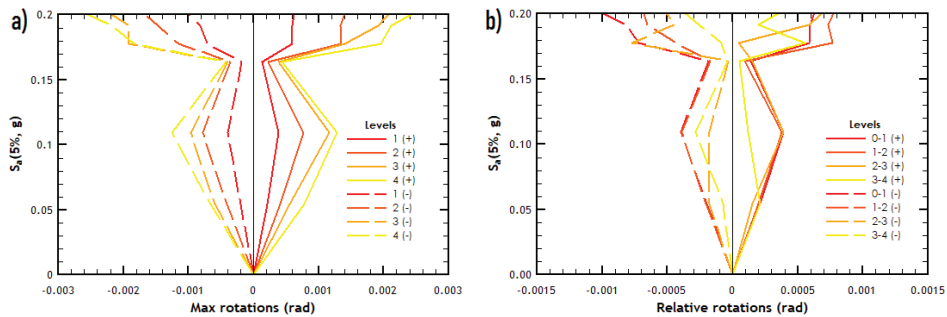 a)
0.2
0.15
0.1
0.05
0
Sa(5%, g)
Levels
1 (+)
2 (+)
3 (+)
4 (+)
1 (-)
2 (-)
3 (-)
4 (-)
-0.003 -0.002 -0.001 0 0.001 0.002 0.003
Max rotations (rad)
b)
0.20
0.15
0.10
0.05
0.00
Sa(5%, g)
Levels
0-1 (+)
1-2 (+)
2-3 (+)
3-4 (+)
0-1 (-)
1-2 (-)
2-3 (-)
3-4 (-)
-0.0015 -0.001 -0.0005 0 0.0005 0.001 0.0015
Relative rotations (rad)